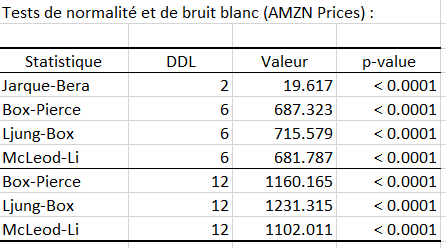 Tests de normalité et de bruit blanc (AMZN Prices) :
Statistique DDL Valeur p-value
Jarque-Bera 2 19.617 < 0.0001
Box-Pierce 6 687.323 < 0.0001
Ljung-Box 6 715.579 < 0.0001
McLeod-Li 6 681.787 < 0.0001
Box-Pierce 12 1160.165 < 0.0001
Ljung-Box 12 1231.315 < 0.0001
McLeod-Li 12 1102.011 < 0.0001